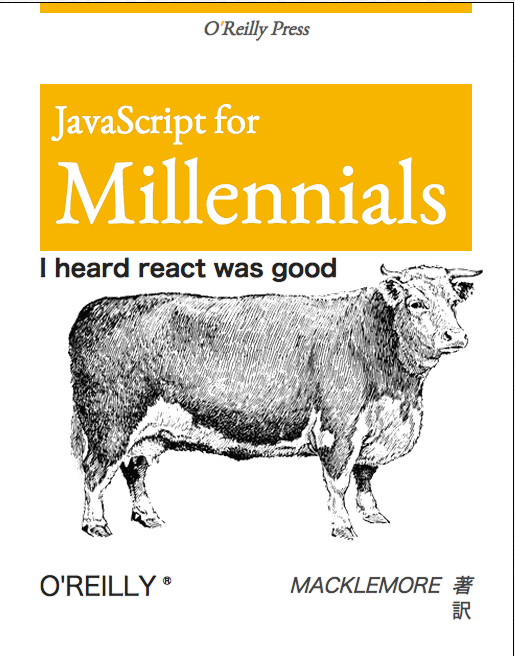 O'Reilly Press
JavaScript for
Millennials
I heard react was good
O'REILLY ® MACKLEMORE 著
訳